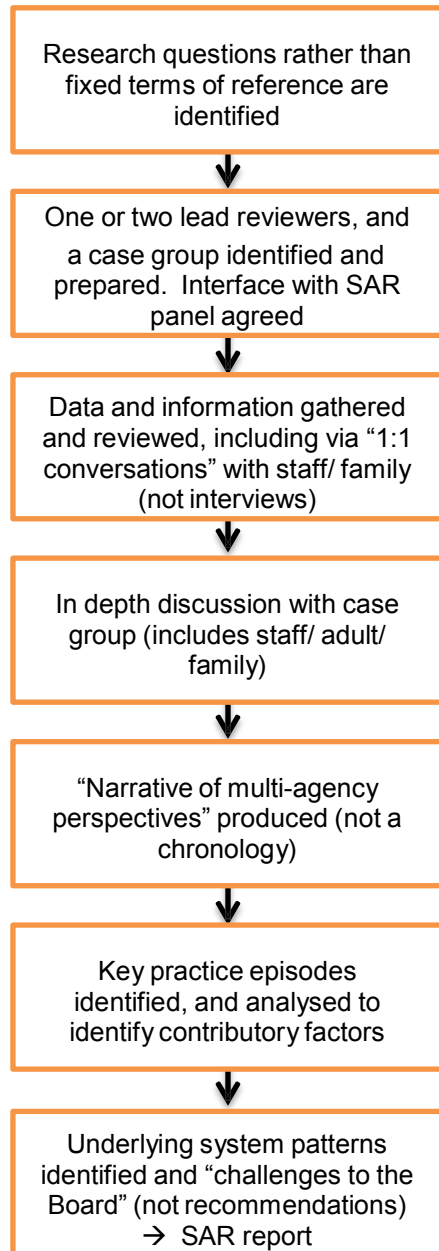 Research questions rather than
fixed terms of reference are
identified
One or two lead reviewers, and
a case group identified and
prepared.  Interface with SAR
panel agreed
Data and information gathered
and reviewed, including via “1:1
conversations” with staff/ family
(not interviews)
In depth discussion with case
group (includes staff/ adult/
family)
“Narrative of multi-agency
perspectives” produced (not a
chronology)
Key practice episodes
identified, and analysed to
identify contributory factors
Underlying system patterns
identified and “challenges to the
Board” (not recommendations)
→ SAR report